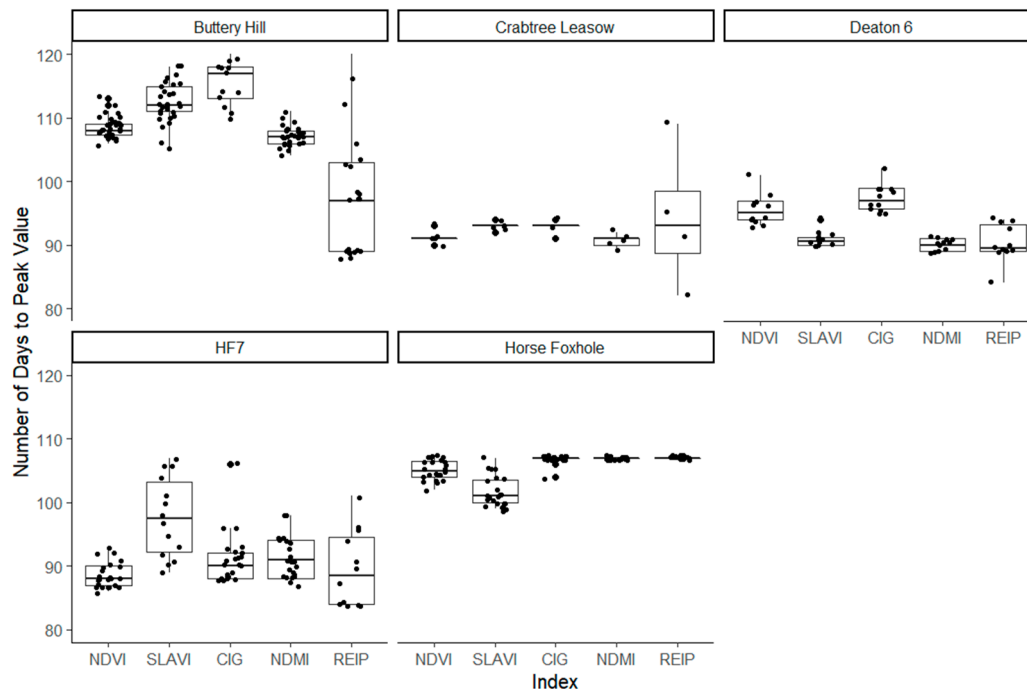 Buttery Hill
Crabtree Leasow
Deaton 6
120
110
100
90
80
NDVI SLAVI CIG NDMI REIP
HF7
Horse Foxhole
120
110
100
90
80
NDVI SLAVI CIG NDMI REIP
NDVI SLAVI CIG NDMI REIP
Number of Days to Peak Value
Index